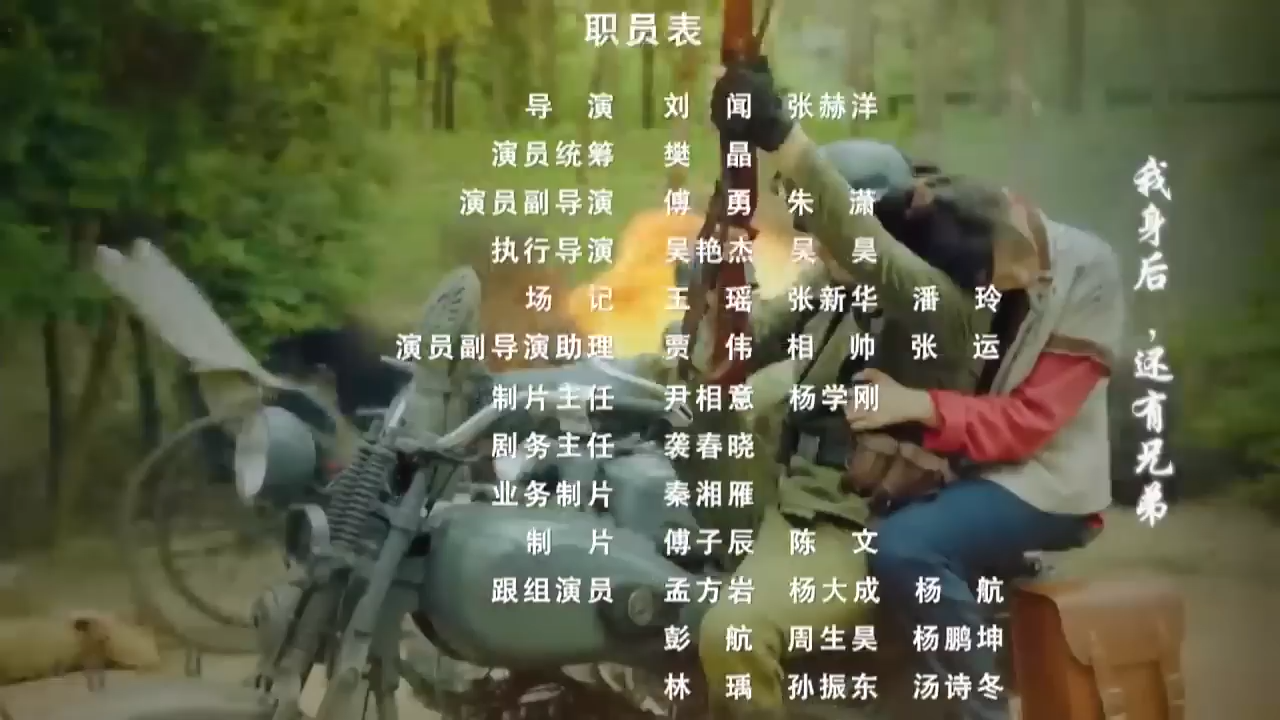 职员表
导 演 刘 闻 张赫洋
演员统筹 樊 晶
演员副导演 傅 勇 朱 潇
执行导演 吴艳杰 吴 昊
场 记 王 瑶 张新华 潘 玲
演员副导演助理 贾 伟 相 帅 张 运
制片主任 尹相意 杨学刚
剧务主任 袭春晓
业务制片 秦湘雁
制 片 傅子辰 陈 文
跟组演员 孟方岩 杨大成 杨 航
彭 航 周生昊 杨鹏坤
林 瑀 孙振东 汤诗冬
我身后，还有兄弟